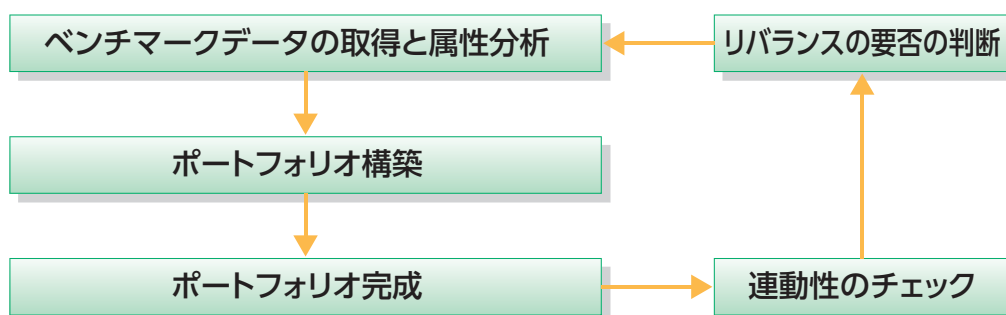 ベンチマークデータの取得と属性分析
リバランスの要否の判断
ポートフォリオ構築
ポートフォリオ完成
連動性のチェック